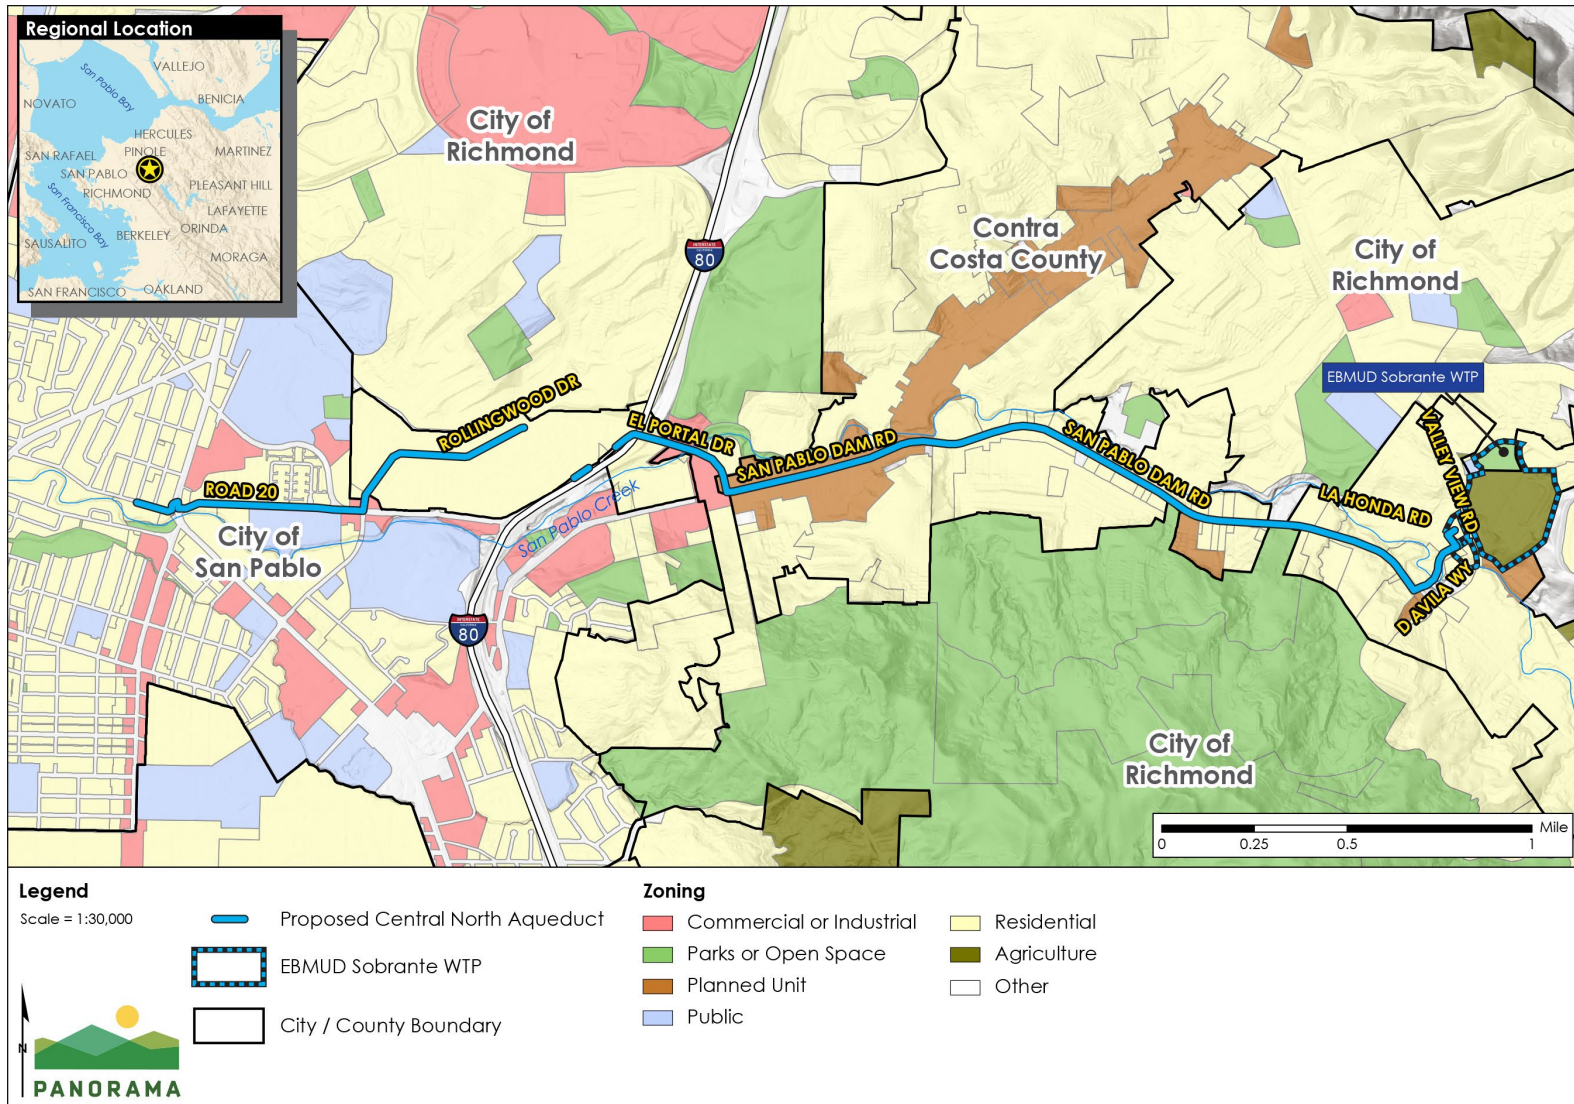 Regional Location
VALLEJO
San Pablo Bay
BENICIA
NOVATO
HERCULES
PINOLE
MARTINEZ
SAN RAFAEL
SAN PABLO
RICHMOND
PLEASANT HILL
San Francisco Bay
LAFAYETTE
ORINDA
BERKELEY
SAUSALITO
MORAGA
SAN FRANCISCO
OAKLAND
City of
Richmond
INTERSTATE
CALIFORNIA
80
Contra
Costa County
City of
Richmond
EBMUD Sobrante WTP
ROLLINGWOOD DR
EL PORTAL DR
SAN PABLO DAM RD
SAN PABLO DAM RD
VALLEY VIEW RD
LA HONDA RD
ROAD 20
City of
San Pablo
San Pablo Creek
D AVILA WY
INTERSTATE
CALIFORNIA
80
City of
Richmond
Mile
0 0.25 0.5 1
Legend
Scale = 1:30,000
Proposed Central North Aqueduct
EBMUD Sobrante WTP
City / County Boundary
N
PANORAMA
Zoning
Commercial or Industrial
Parks or Open Space
Planned Unit
Public
Residential
Agriculture
Other